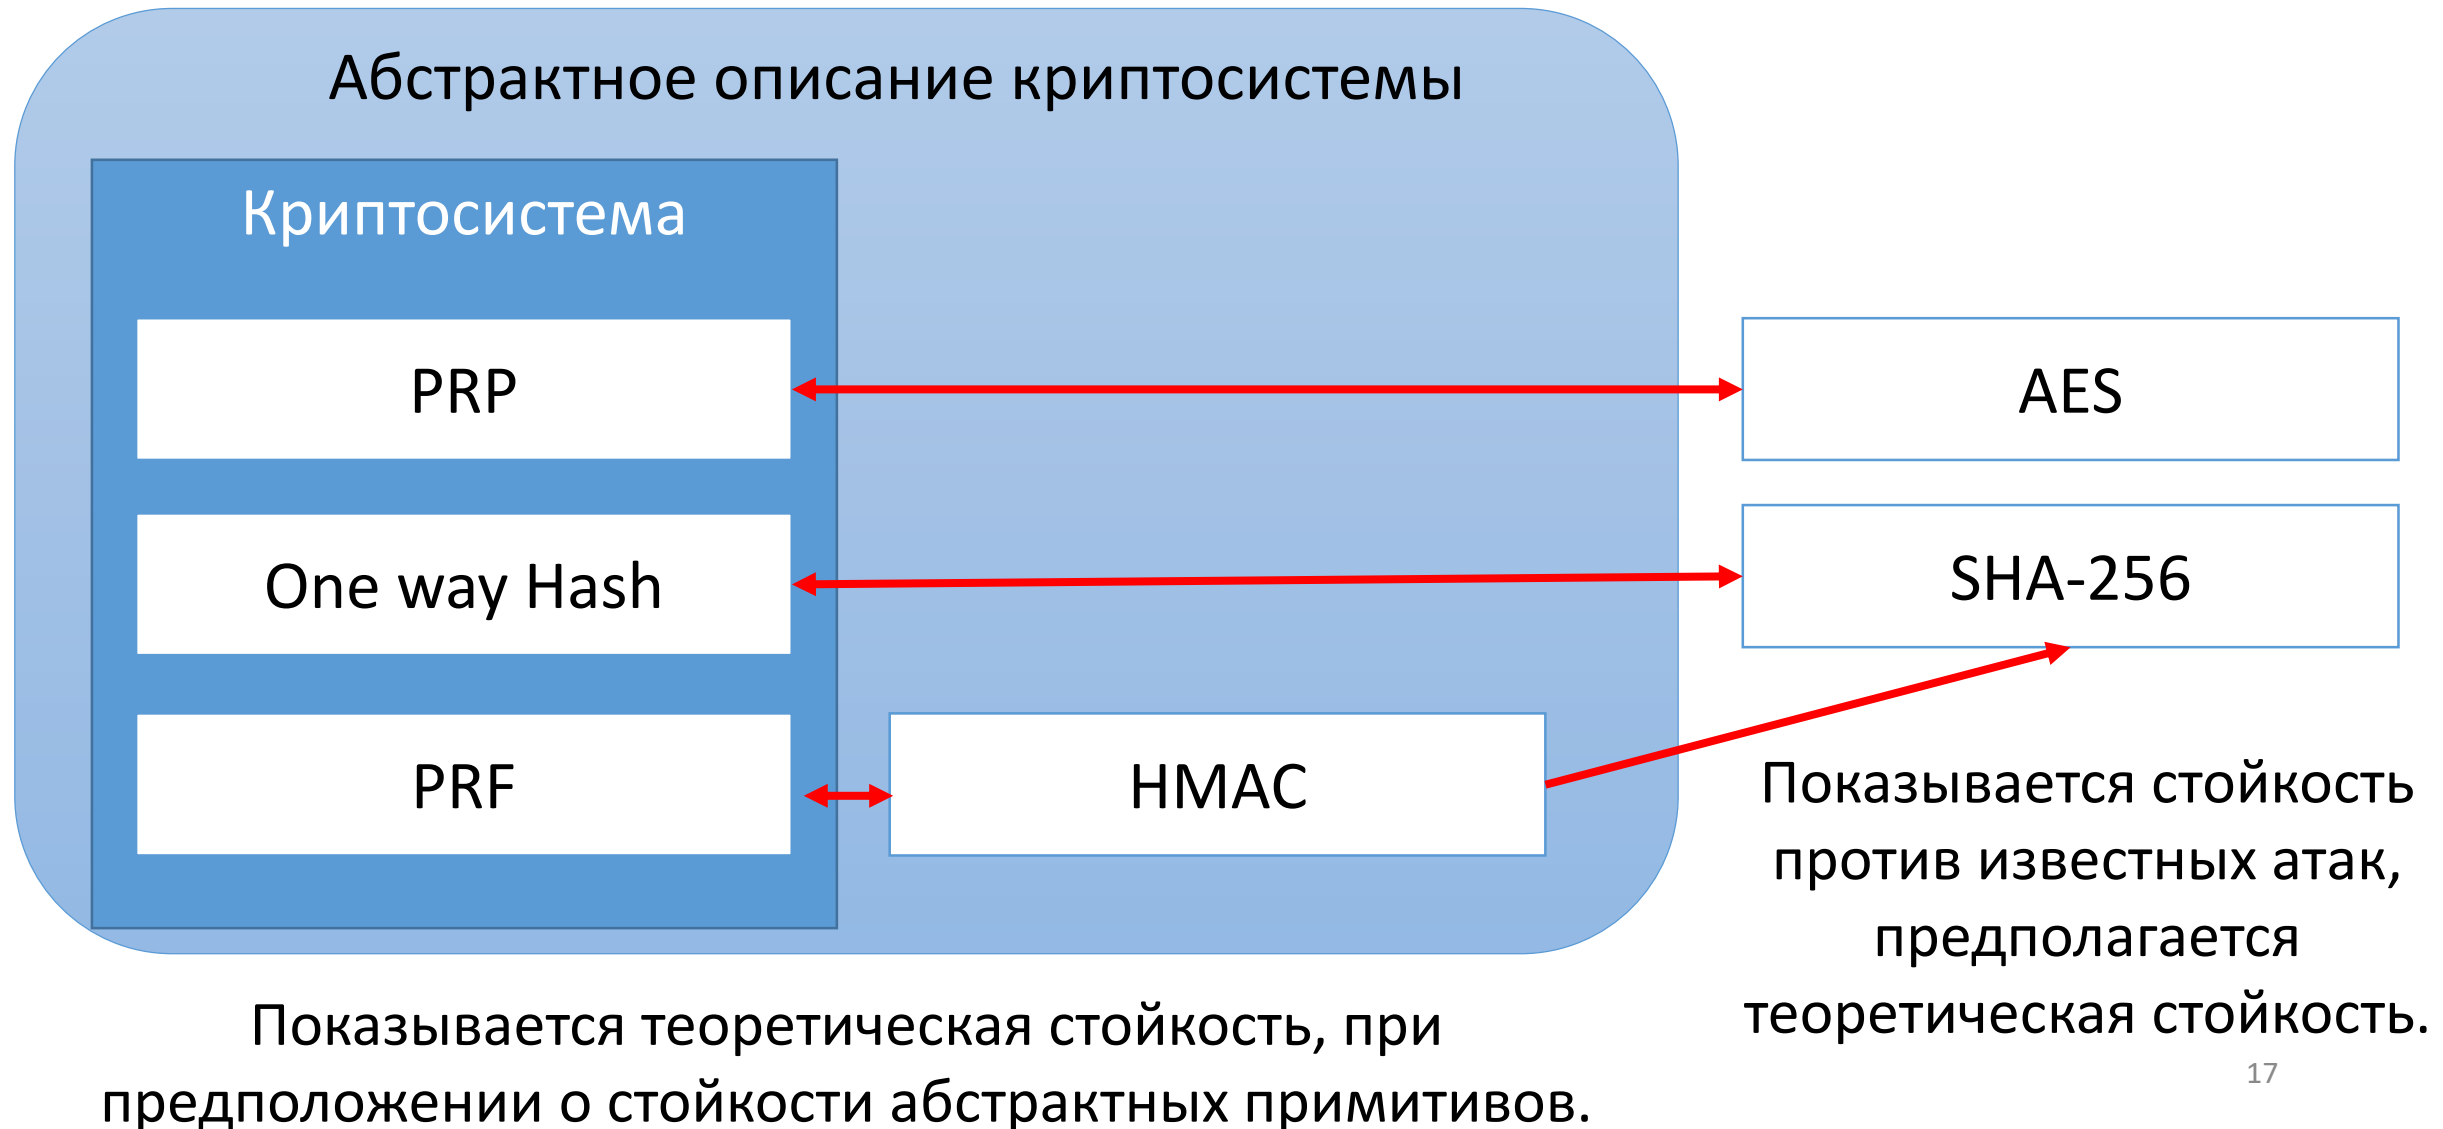 Абстрактное описание криптосистемы
Криптосистема
PRP
AES
One way Hash
SHA-256
PRF
HMAC
Показывается стойкость
против известных атак,
предполагается
теоретическая стойкость.
Показывается теоретическая стойкость, при
предположении о стойкости абстрактных примитивов.
17